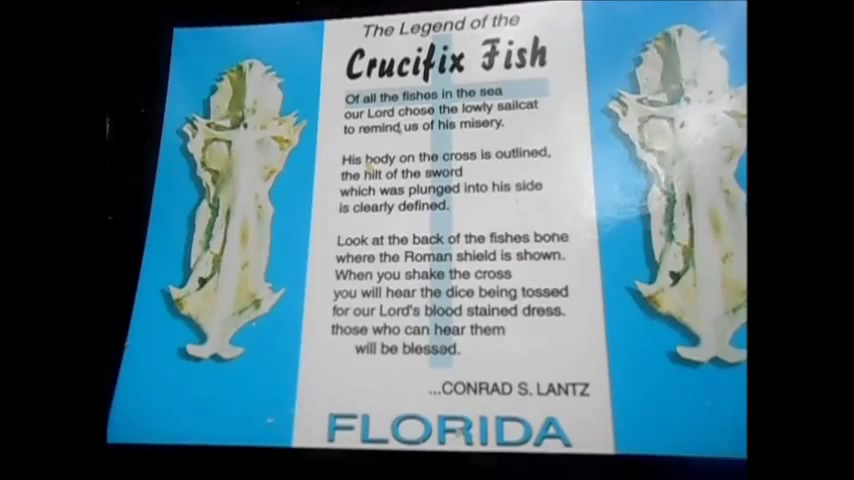 The Legend of the
Crucifix Fish
Of all the fishes in the sea
our Lord chose the lowly sailcat
to remind us of his misery.
His body on the cross is outlined,
the hilt of the sword
which was plunged into his side
is clearly defined.
Look at the back of the fishes bone
where the Roman shield is shown.
When you shake the cross
you will hear the dice being tossed
for our Lord's blood stained dress.
those who can hear them
will be blessed.
...CONRAD S. LANTZ
FLORIDA